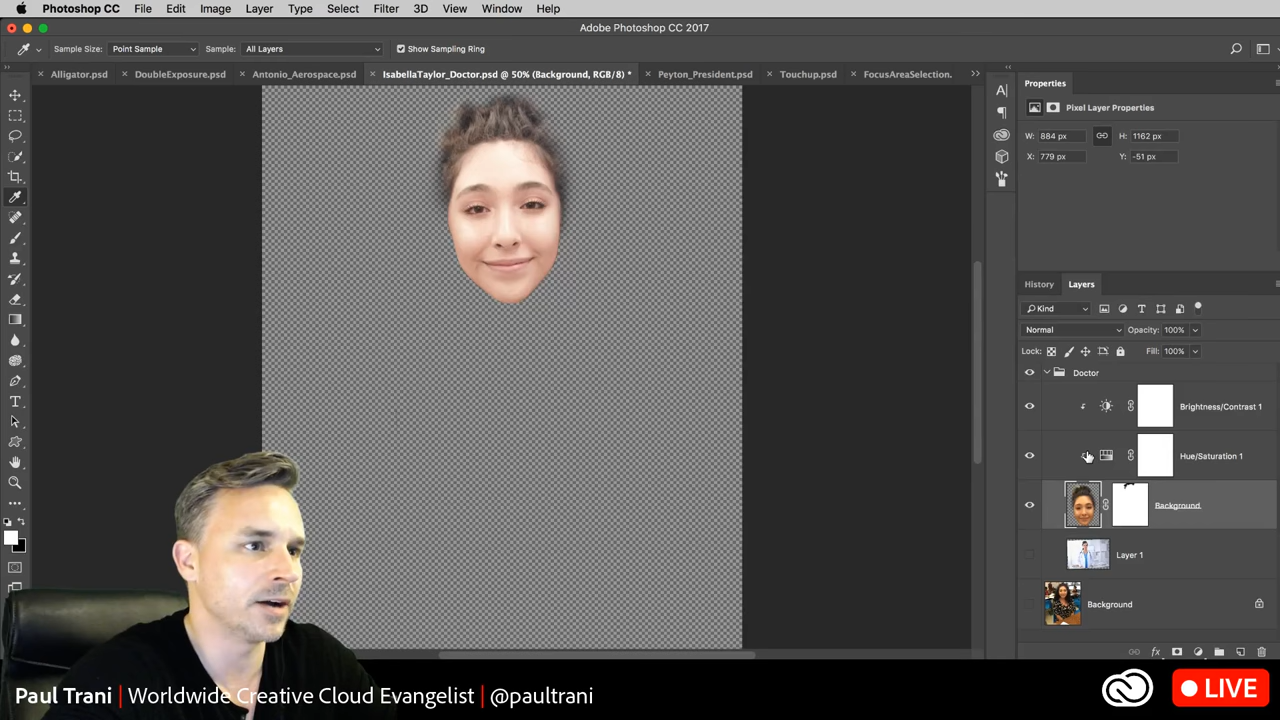 Photoshop CC File Edit Image Layer Type Select Filter 3D View Window Help
Adobe Photoshop CC 2017
Sample Size: Point Sample Sample: All Layers Show Sampling Ring
Alligator.psd DoubleExposure.psd Antonio_Aerospace.psd IsabellaTaylor_Doctor.psd @ 50% (Background, RGB/8) * Peyton_President.psd Touchup.psd FocusAreaSelection.
Properties
Pixel Layer Properties
W: 884 px H: 1162 px
X: 779 px Y: -51 px
History Layers
Kind
Normal Opacity: 100%
Lock: Fill: 100%
Doctor
Brightness/Contrast 1
Hue/Saturation 1
Background
Layer 1
Background
Paul Trani | Worldwide Creative Cloud Evangelist | @paultrani
LIVE